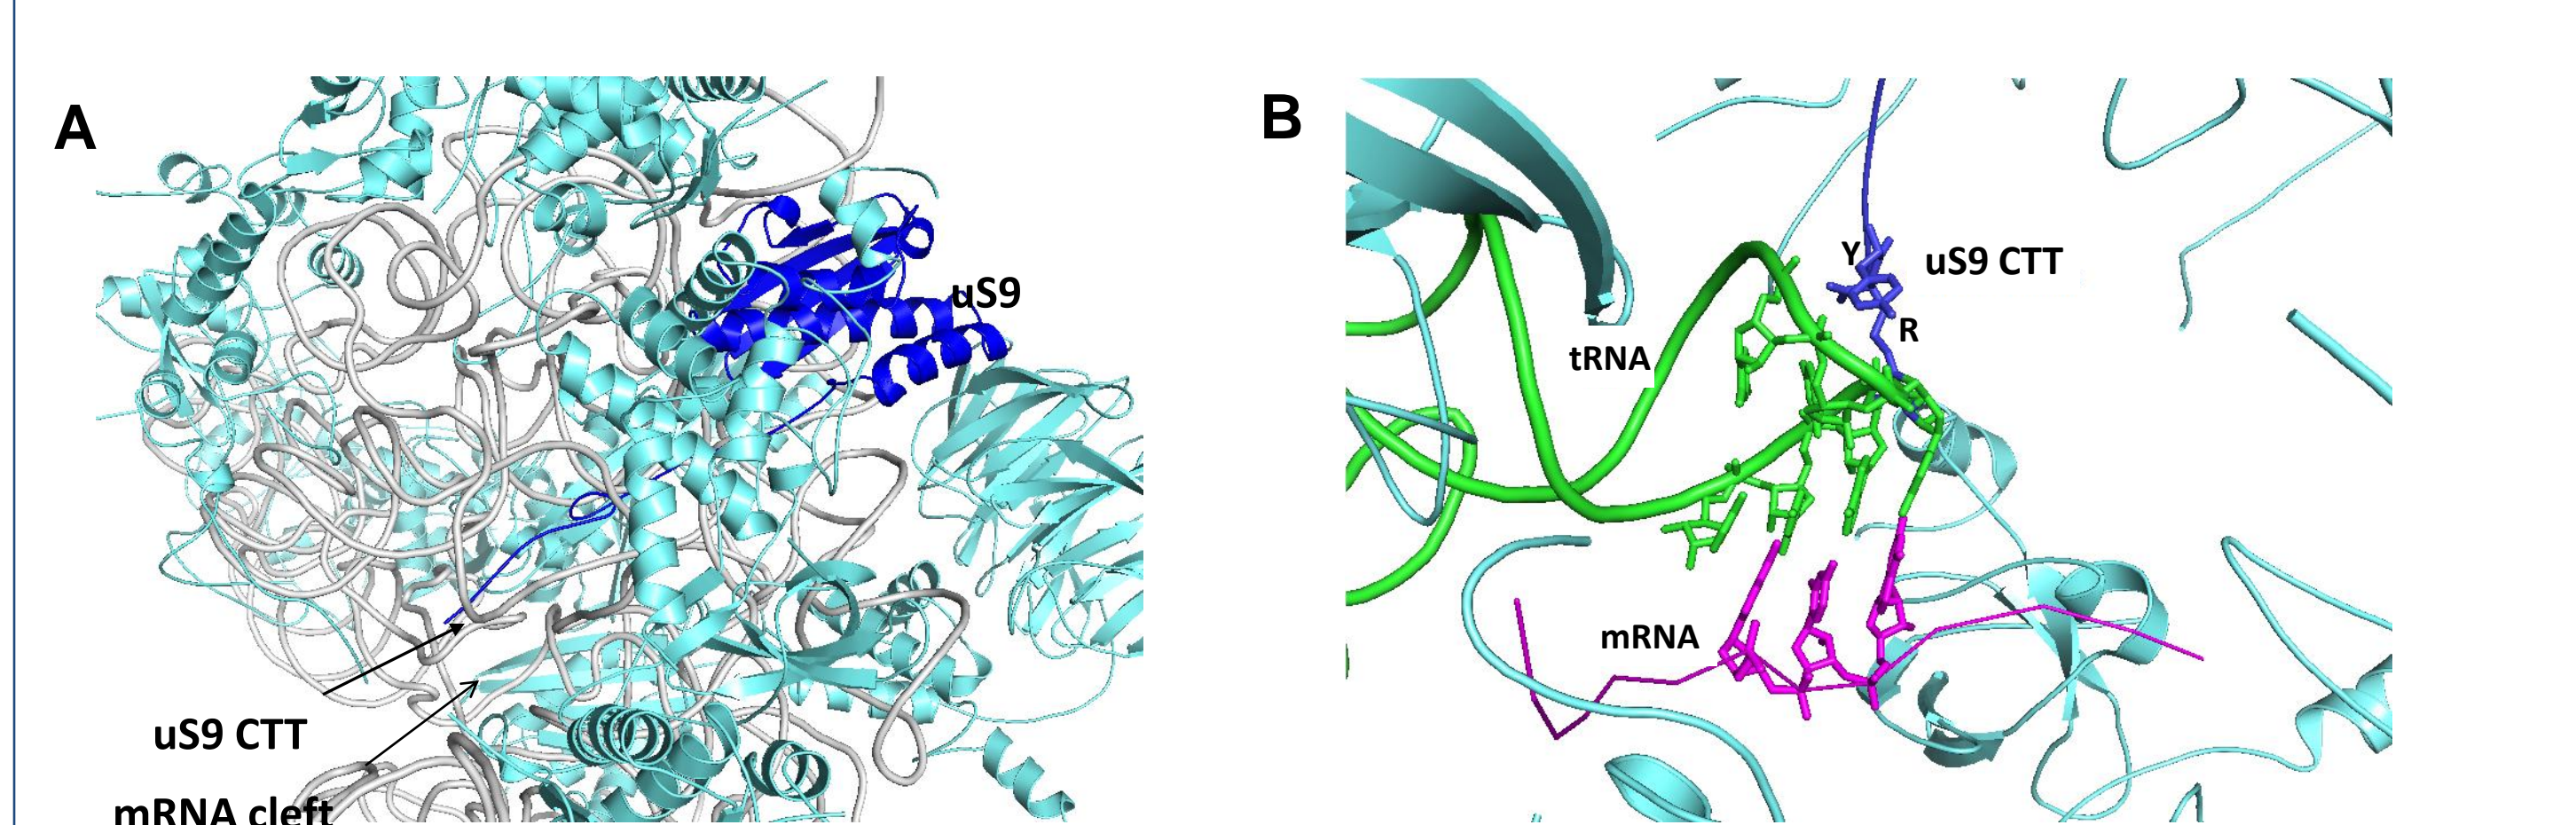 A
uS9
uS9 CTT
mRNA cleft
B
Y
uS9 CTT
R
tRNA
mRNA